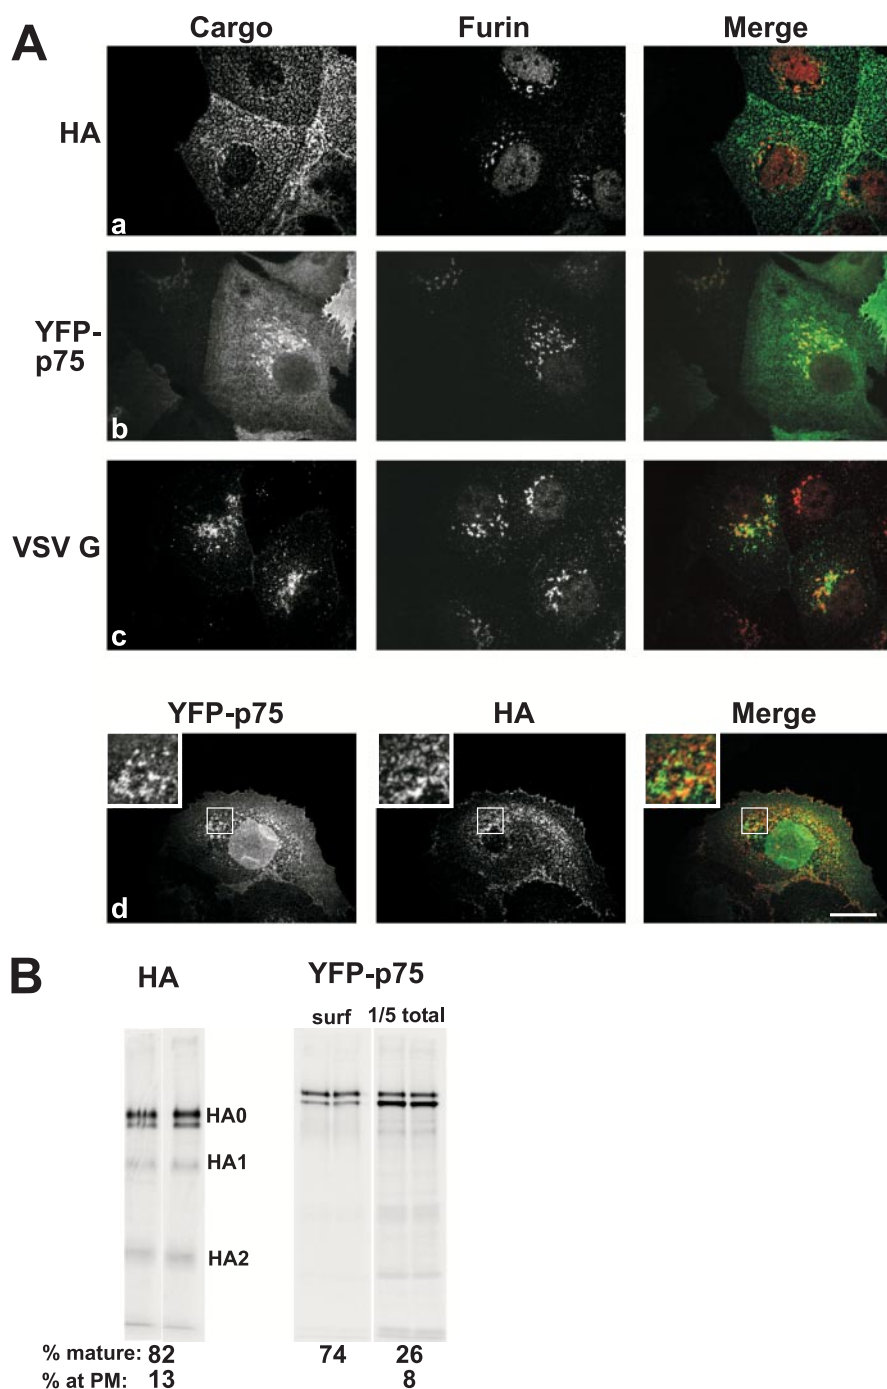 A
Cargo Furin Merge
HA
a
YFP-
p75
b
VSV G
c
YFP-p75 HA Merge
d
B
HA YFP-p75
surf 1/5 total
HA0
HA1
HA2
% mature: 82 74 26
% at PM: 13 8